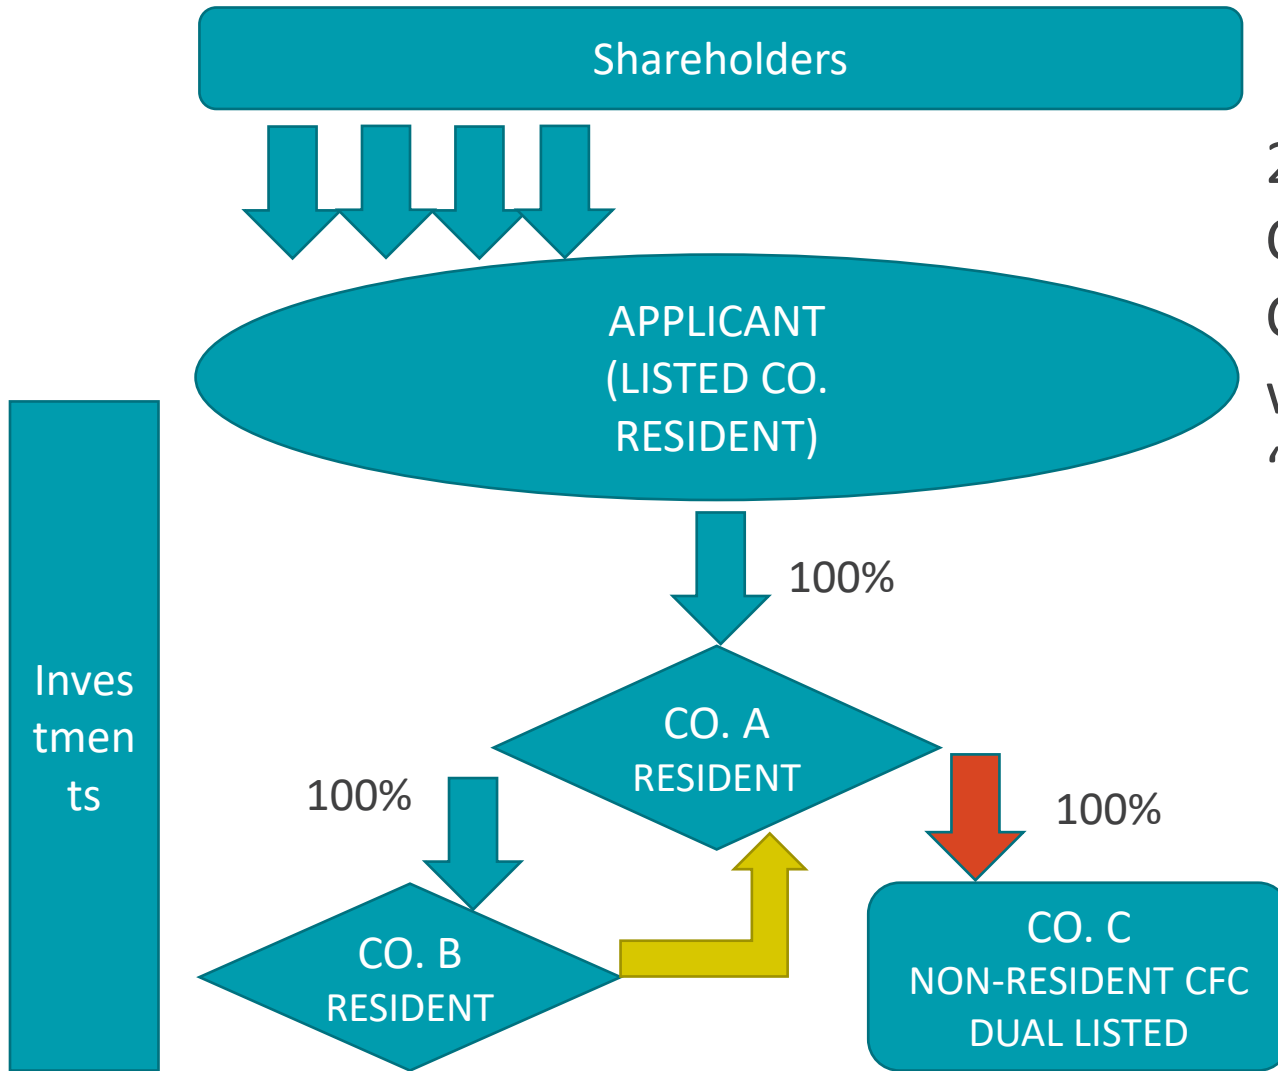 Shareholders
APPLICANT
(LISTED CO.
RESIDENT)
100%
Inves
tmen
ts
CO. A
RESIDENT
100%
100%
CO. B
RESIDENT
CO. C
NON-RESIDENT CFC
DUAL LISTED